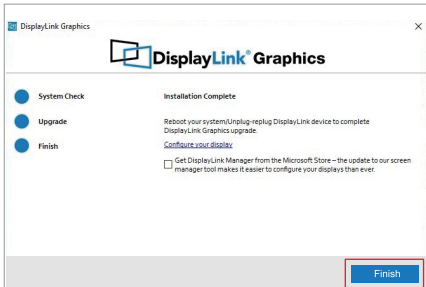 DisplayLink Graphics
DisplayLink® Graphics
System Check
Installation Complete
Upgrade
Reboot your system/Unplug-replug DisplayLink device to complete
DisplayLink Graphics upgrade.
Finish
Configure your display
Get DisplayLink Manager from the Microsoft Store – the update to our screen
manager tool makes it easier to configure your displays than ever.
Finish